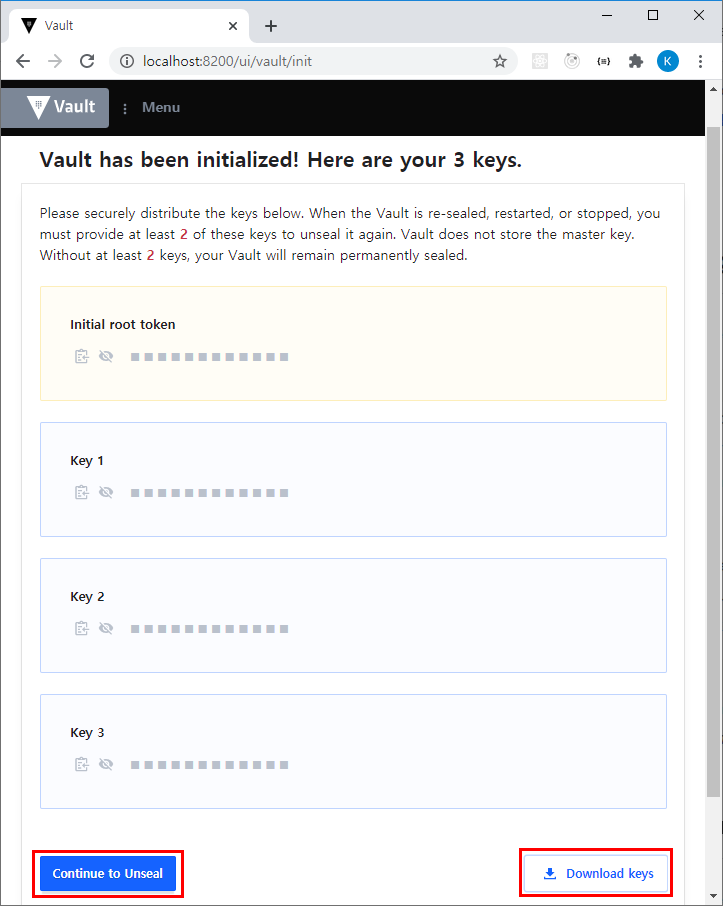 Vault
localhost:8200/ui/vault/init
K
Vault
Menu
Vault has been initialized! Here are your 3 keys.
Please securely distribute the keys below. When the Vault is re-sealed, restarted, or stopped, you
must provide at least 2 of these keys to unseal it again. Vault does not store the master key.
Without at least 2 keys, your Vault will remain permanently sealed.
Initial root token
Key 1
Key 2
Key 3
Continue to Unseal
Download keys